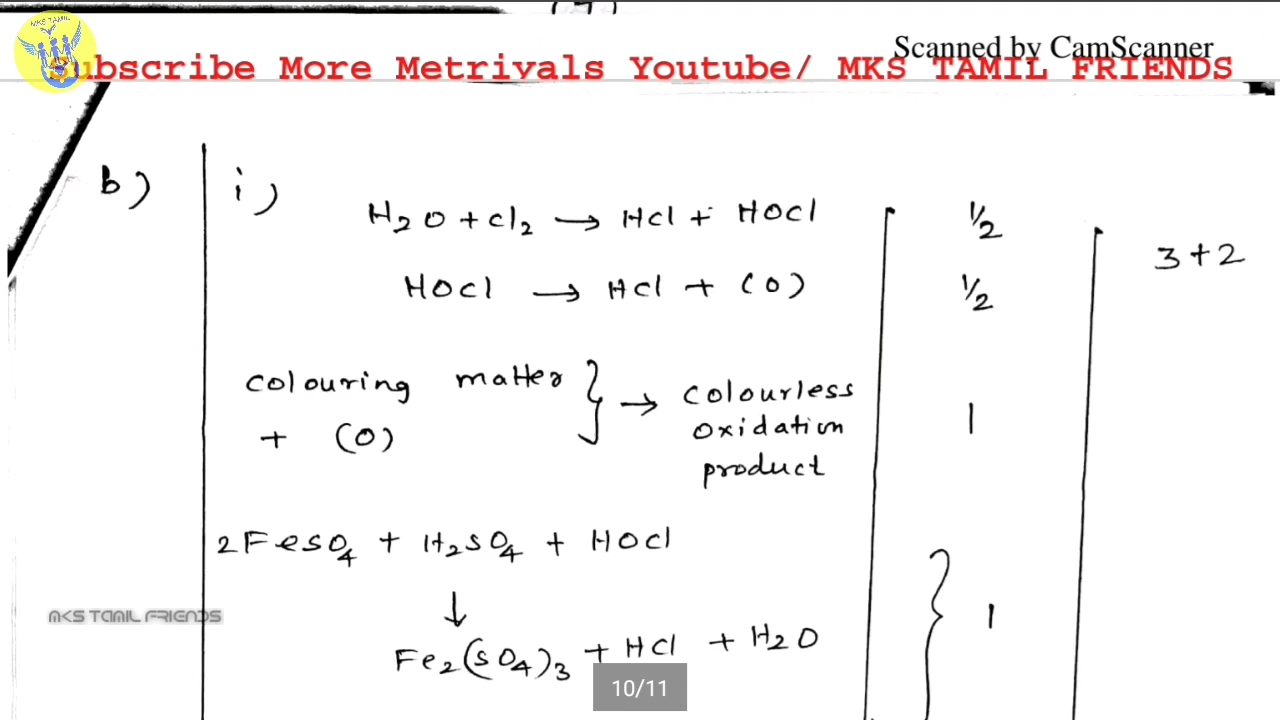 MKS TAMIL
Scanned by CamScanner
Subscribe More Metrivals Youtube/ MKS TAMIL FRIENDS
b) i) H₂O + Cl₂ → HCl + HOCl 1/2 3+2
HOCl → HCl + (O) 1/2
colouring matter } → colourless
+ (O) oxidation 1
product
2FeSO₄ + H₂SO₄ + HOCl
↓
MKS TAMIL FRIENDS } 1
Fe₂(SO₄)₃ + HCl + H₂O
10/11